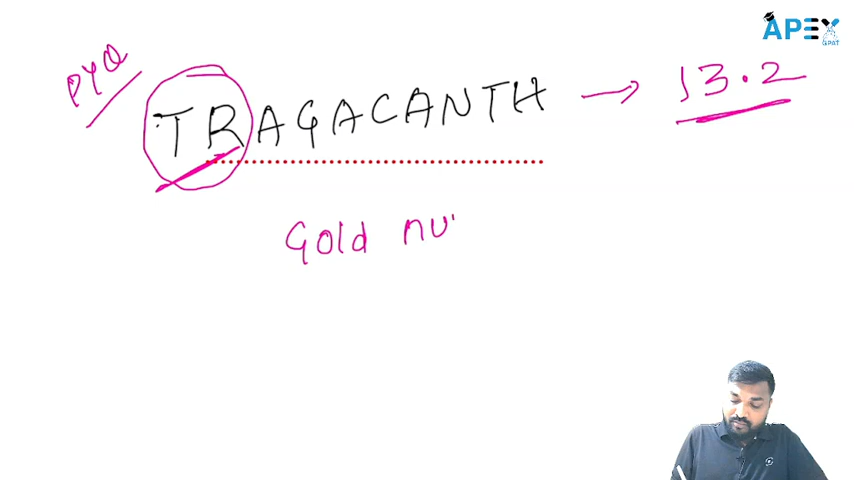 APEX
GPAT
PYQ
TRAGACANTH → 13.2
Gold nu